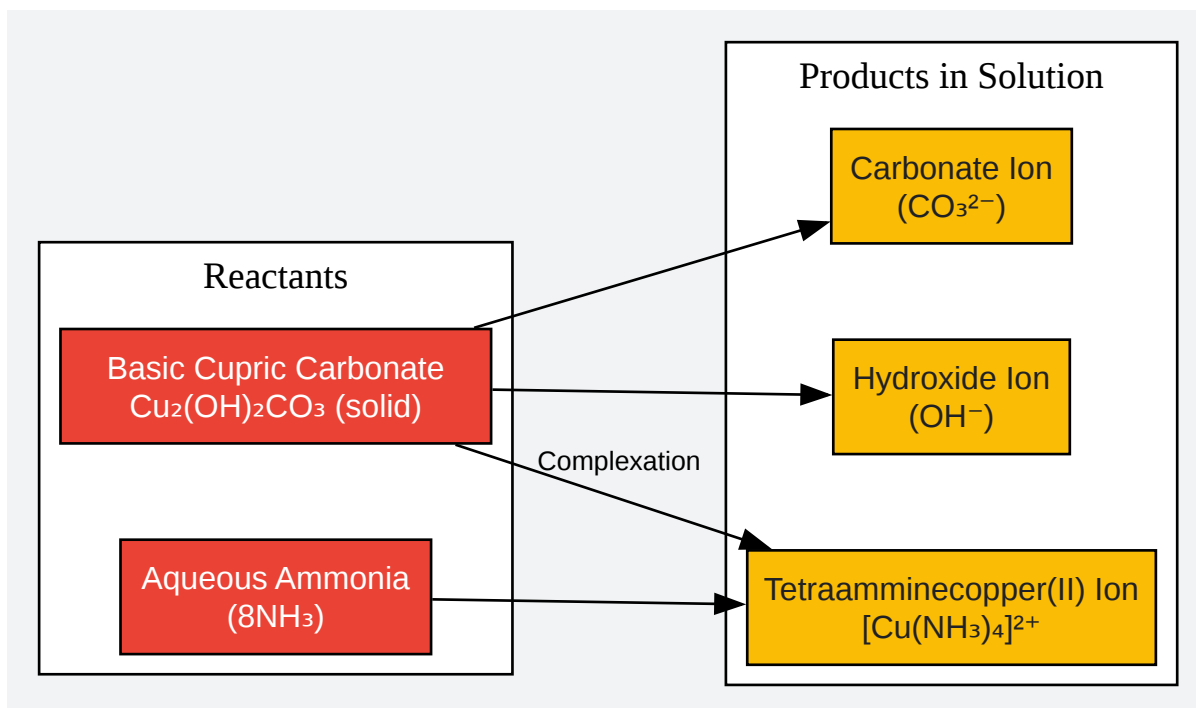 Reactants
Basic Cupric Carbonate
Cu₂(OH)₂CO₃ (solid)
Aqueous Ammonia
(8NH₃)
Complexation
Products in Solution
Carbonate Ion
(CO₃²⁻)
Hydroxide Ion
(OH⁻)
Tetraamminecopper(II) Ion
[Cu(NH₃)₄]²⁺